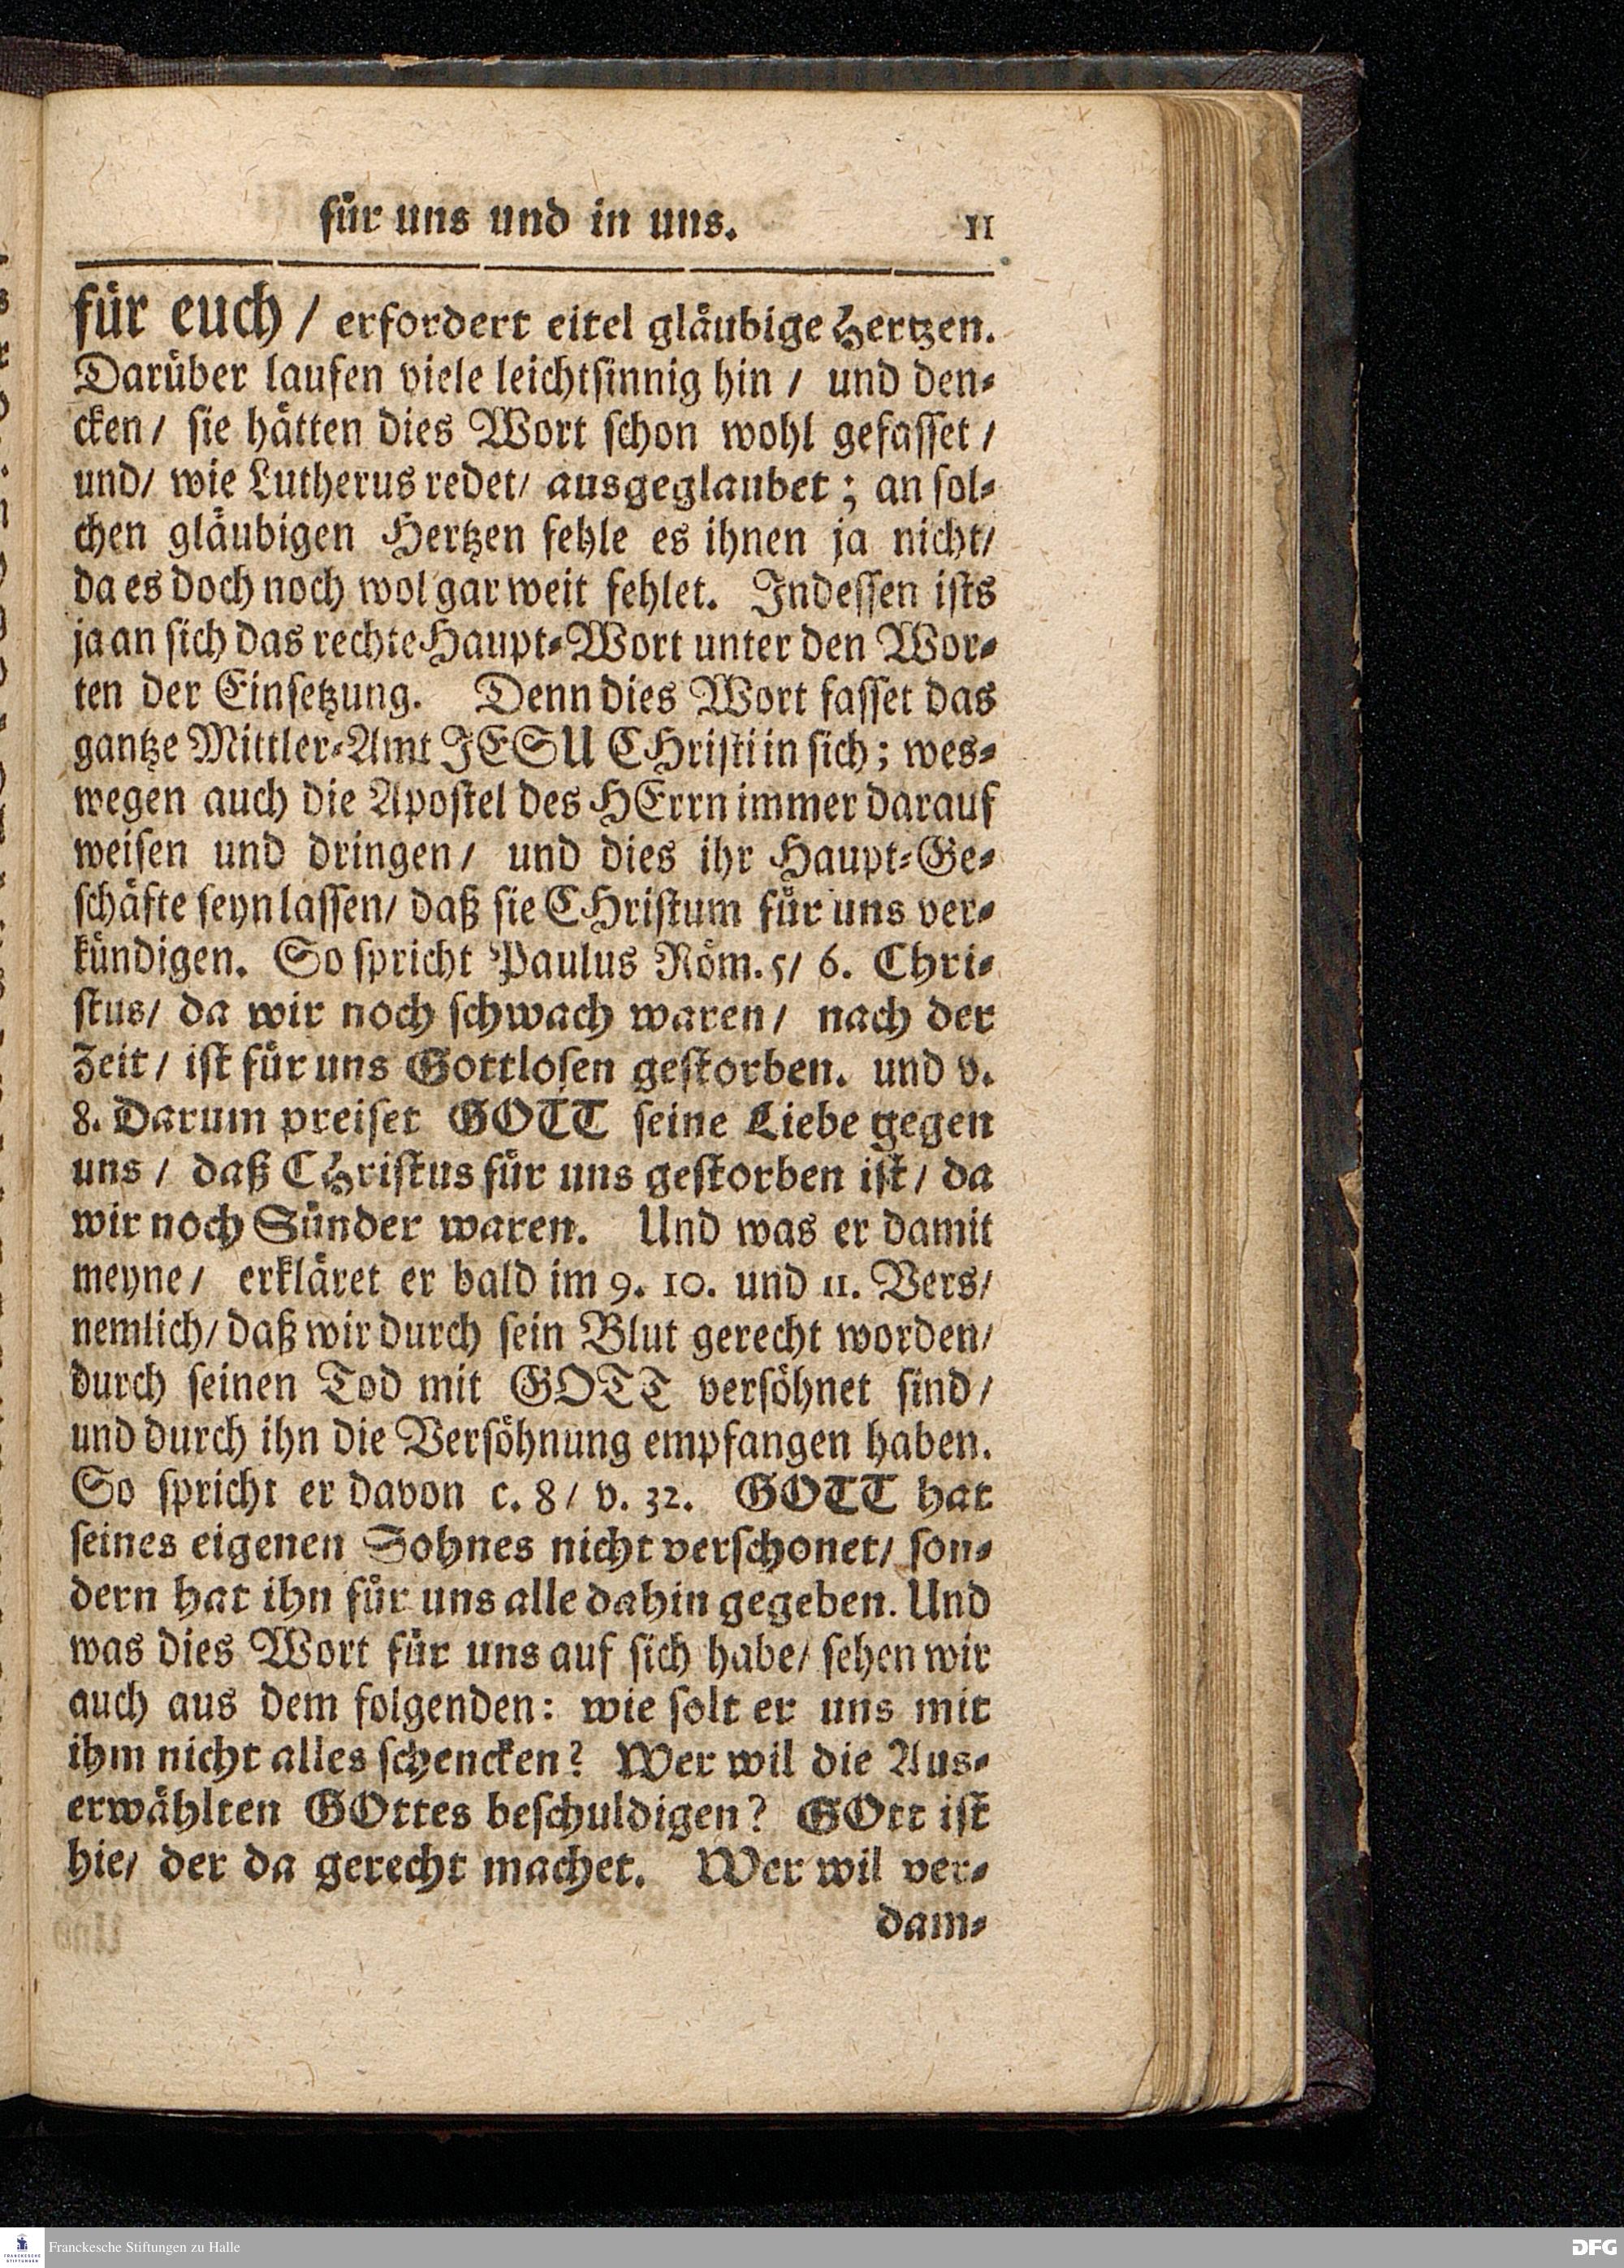 für uns und in uns. 11
für euch / erfordert eitel gläubige Hertzen.
Darüber laufen viele leichtsinnig hin / und den-
cken / sie hätten dies Wort schon wohl gefasset /
und / wie Lutherus redet / ausgeglaubet ; an sol-
chen gläubigen Hertzen fehle es ihnen ja nicht /
da es doch noch wol gar weit fehlet. Indessen ists
ja an sich das rechte Haupt-Wort unter den Wor-
ten der Einsetzung. Denn dies Wort fasset das
gantze Mittler-Amt JESU CHristi in sich ; wes-
wegen auch die Apostel des HErrn immer darauf
weisen und dringen / und dies ihr Haupt-Ge-
schäfte seyn lassen / daß sie CHristum für uns ver-
kündigen. So spricht Paulus Röm. 5 / 6. Chri-
stus / da wir noch schwach waren / nach der
Zeit / ist für uns Gottlosen gestorben. und v.
8. Darum preiset GOTT seine Liebe gegen
uns / daß CHristus für uns gestorben ist / da
wir noch Sünder waren. Und was er damit
meyne / erkläret er bald im 9. 10. und 11. Vers /
nemlich / daß wir durch sein Blut gerecht worden /
durch seinen Tod mit GOTT versöhnet sind /
und durch ihn die Versöhnung empfangen haben.
So spricht er davon c. 8 / v. 32. GOTT hat
seines eigenen Sohnes nicht verschonet / son-
dern hat ihn für uns alle dahin gegeben. Und
was dies Wort für uns auf sich habe / sehen wir
auch aus dem folgenden : wie solt er uns mit
ihm nicht alles schencken ? Wer wil die Aus-
erwählten GOttes beschuldigen ? GOtt ist
hie / der da gerecht machet. Wer wil ver-
dam-
Franckesche Stiftungen zu Halle
FRANCKESCHE STIFTUNGEN
DFG